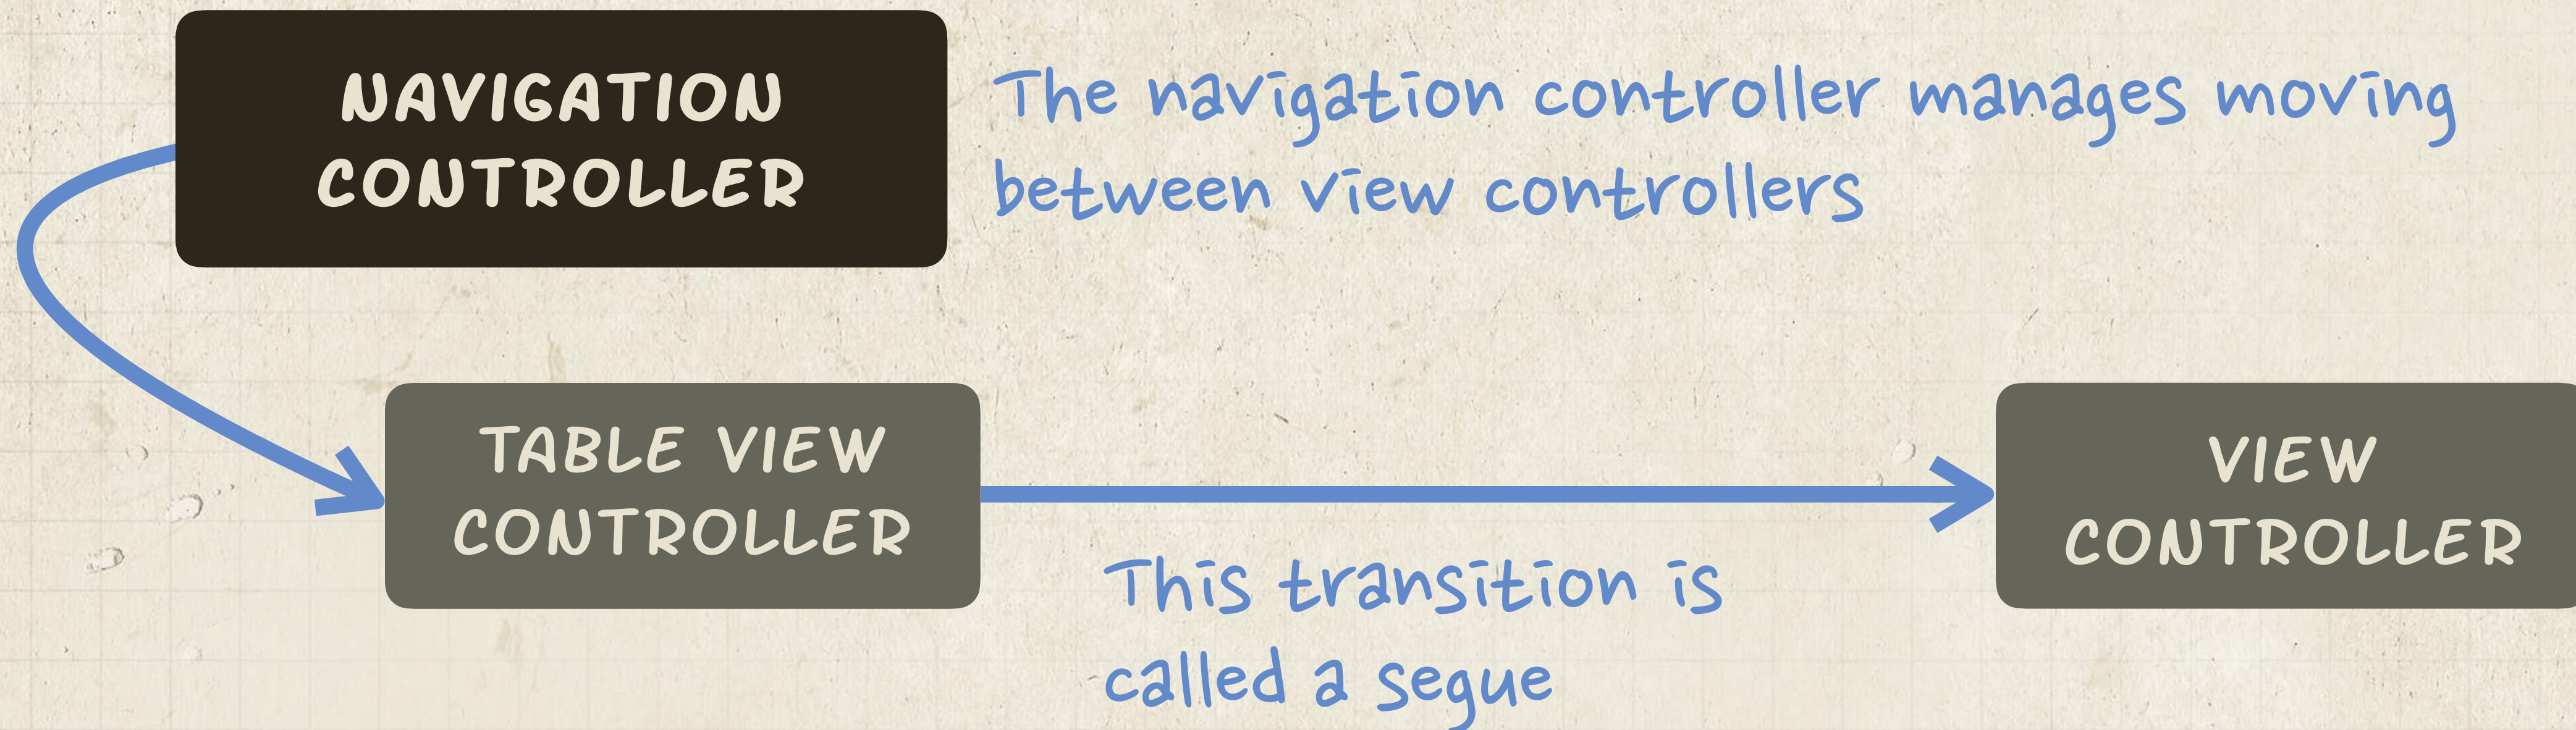 NAVIGATION
CONTROLLER
The navigation controller manages moving
between view controllers
TABLE VIEW
CONTROLLER
VIEW
CONTROLLER
This transition is
called a segue